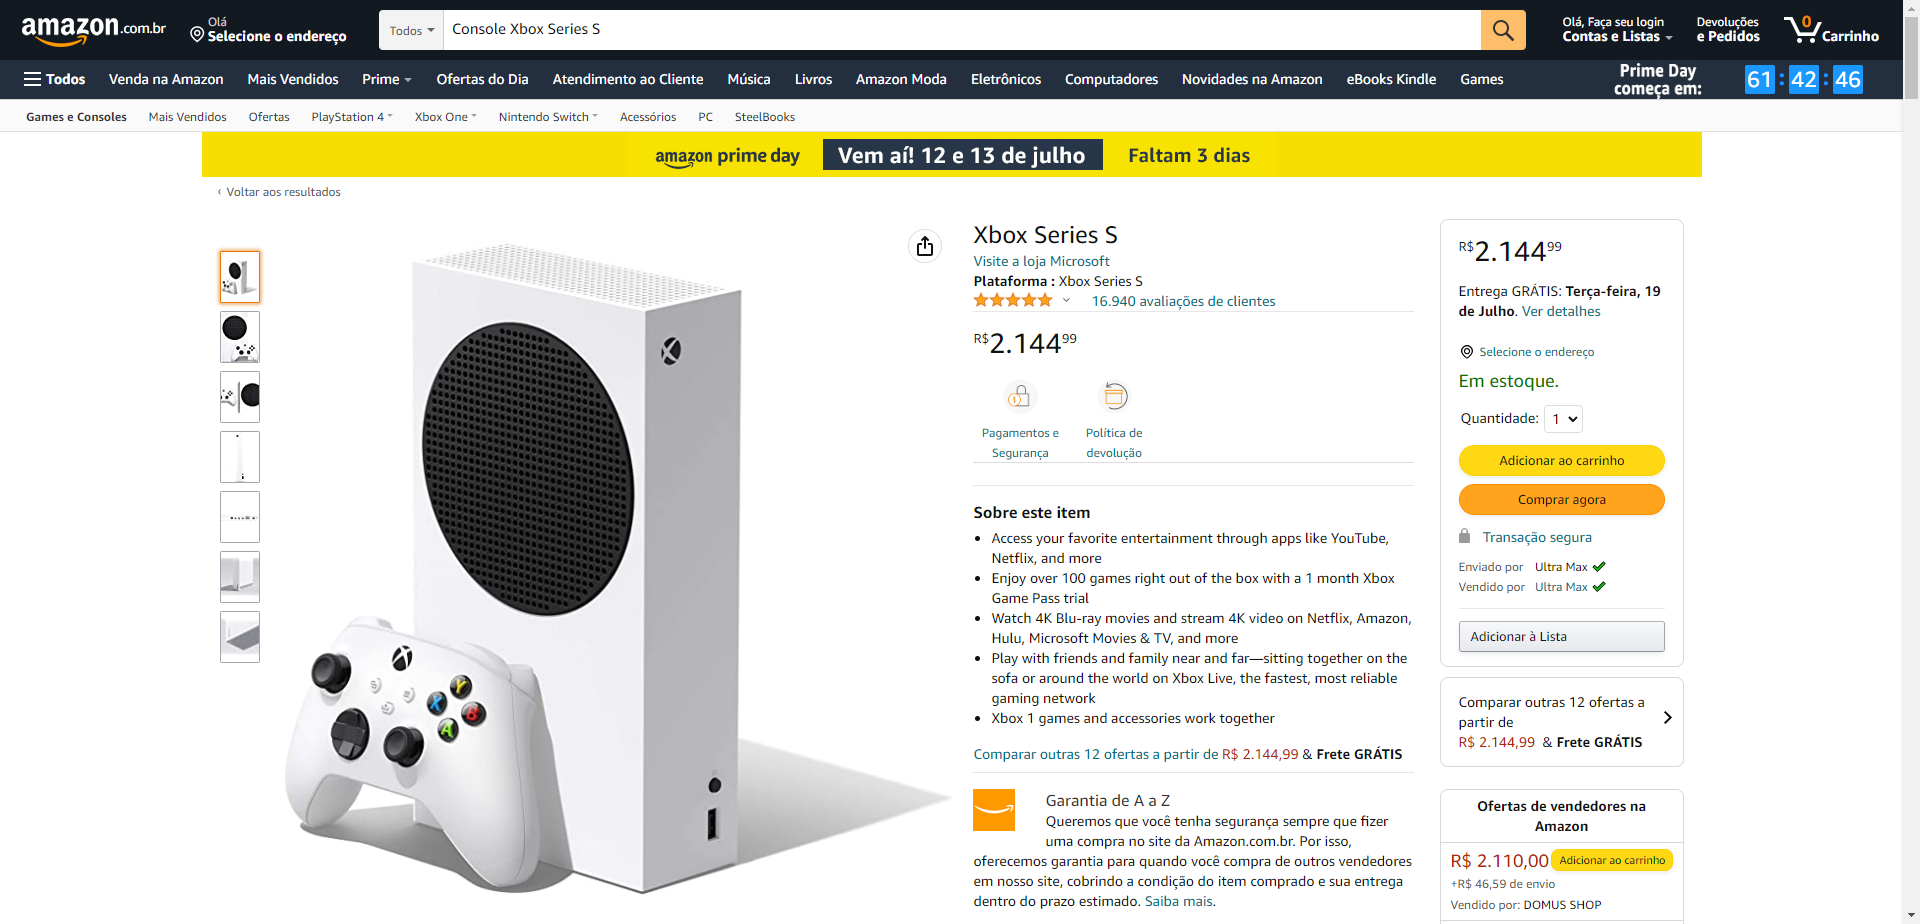 amazon.com.br
Olá
Selecione o endereço
Todos
Console Xbox Series S
Olá, Faça seu login
Contas e Listas
Devoluções
e Pedidos
0
Carrinho
Todos
Venda na Amazon
Mais Vendidos
Prime
Ofertas do Dia
Atendimento ao Cliente
Música
Livros
Amazon Moda
Eletrônicos
Computadores
Novidades na Amazon
eBooks Kindle
Games
Prime Day
começa em:
61 : 42 : 46
Games e Consoles
Mais Vendidos
Ofertas
PlayStation 4
Xbox One
Nintendo Switch
Acessórios
PC
SteelBooks
amazon prime day
Vem aí! 12 e 13 de julho
Faltam 3 dias
‹ Voltar aos resultados
Xbox Series S
Visite a loja Microsoft
Plataforma : Xbox Series S
16.940 avaliações de clientes
R$2.14499
Pagamentos e
Segurança
Política de
devolução
Sobre este item
• Access your favorite entertainment through apps like YouTube,
Netflix, and more
• Enjoy over 100 games right out of the box with a 1 month Xbox
Game Pass trial
• Watch 4K Blu-ray movies and stream 4K video on Netflix, Amazon,
Hulu, Microsoft Movies & TV, and more
• Play with friends and family near and far—sitting together on the
sofa or around the world on Xbox Live, the fastest, most reliable
gaming network
• Xbox 1 games and accessories work together
Comparar outras 12 ofertas a partir de R$ 2.144,99 & Frete GRÁTIS
Garantia de A a Z
Queremos que você tenha segurança sempre que fizer
uma compra no site da Amazon.com.br. Por isso,
oferecemos garantia para quando você compra de outros vendedores
em nosso site, cobrindo a condição do item comprado e sua entrega
dentro do prazo estimado. Saiba mais.
R$2.14499
Entrega GRÁTIS: Terça-feira, 19
de Julho. Ver detalhes
Selecione o endereço
Em estoque.
Quantidade: 1
Adicionar ao carrinho
Comprar agora
Transação segura
Enviado por Ultra Max
Vendido por Ultra Max
Adicionar à Lista
Comparar outras 12 ofertas a
partir de
R$ 2.144,99 & Frete GRÁTIS
Ofertas de vendedores na
Amazon
R$ 2.110,00
Adicionar ao carrinho
+R$ 46,59 de envio
Vendido por: DOMUS SHOP
Y
X
B
A